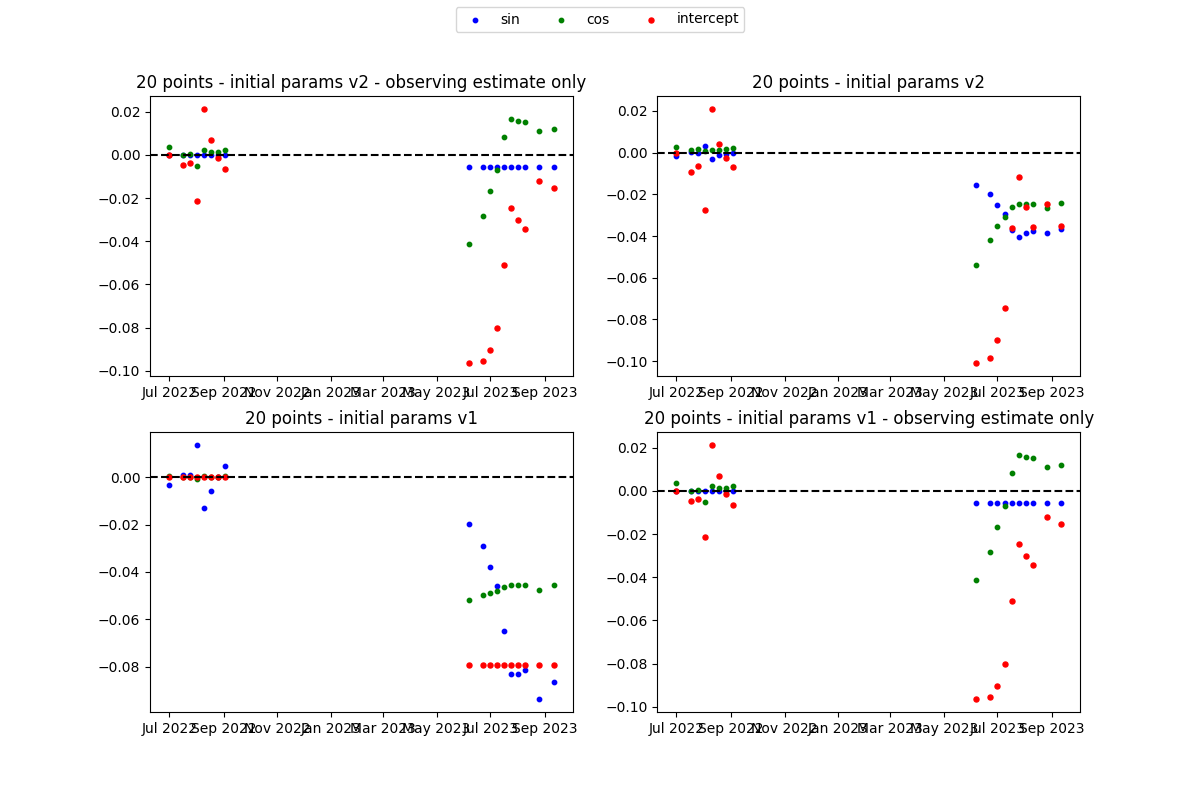 sin cos intercept
20 points - initial params v2 - observing estimate only
20 points - initial params v2
0.02
0.00
−0.02
−0.04
−0.06
−0.08
−0.10
Jul 2022 Sep 2022 Nov 2022 Jan 2023 Mar 2023 May 2023 Jul 2023 Sep 2023
0.02
0.00
−0.02
−0.04
−0.06
−0.08
−0.10
Jul 2022 Sep 2022 Nov 2022 Jan 2023 Mar 2023 May 2023 Jul 2023 Sep 2023
20 points - initial params v1
20 points - initial params v1 - observing estimate only
0.00
−0.02
−0.04
−0.06
−0.08
Jul 2022 Sep 2022 Nov 2022 Jan 2023 Mar 2023 May 2023 Jul 2023 Sep 2023
0.02
0.00
−0.02
−0.04
−0.06
−0.08
−0.10
Jul 2022 Sep 2022 Nov 2022 Jan 2023 Mar 2023 May 2023 Jul 2023 Sep 2023